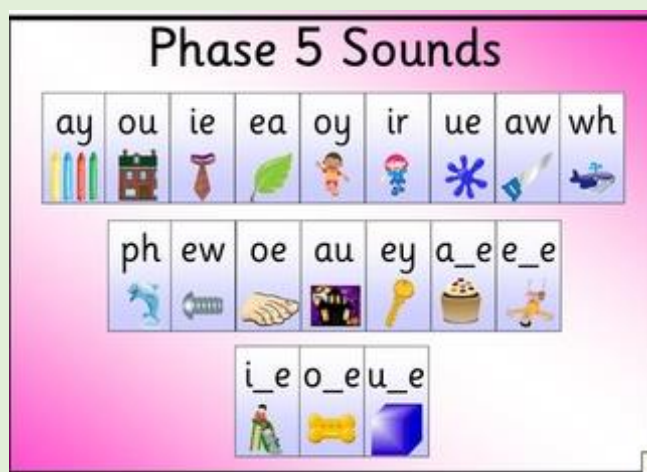 Phase 5 Sounds
ay ou ie ea oy ir ue aw wh
ph ew oe au ey a_e e_e
i_e o_e u_e